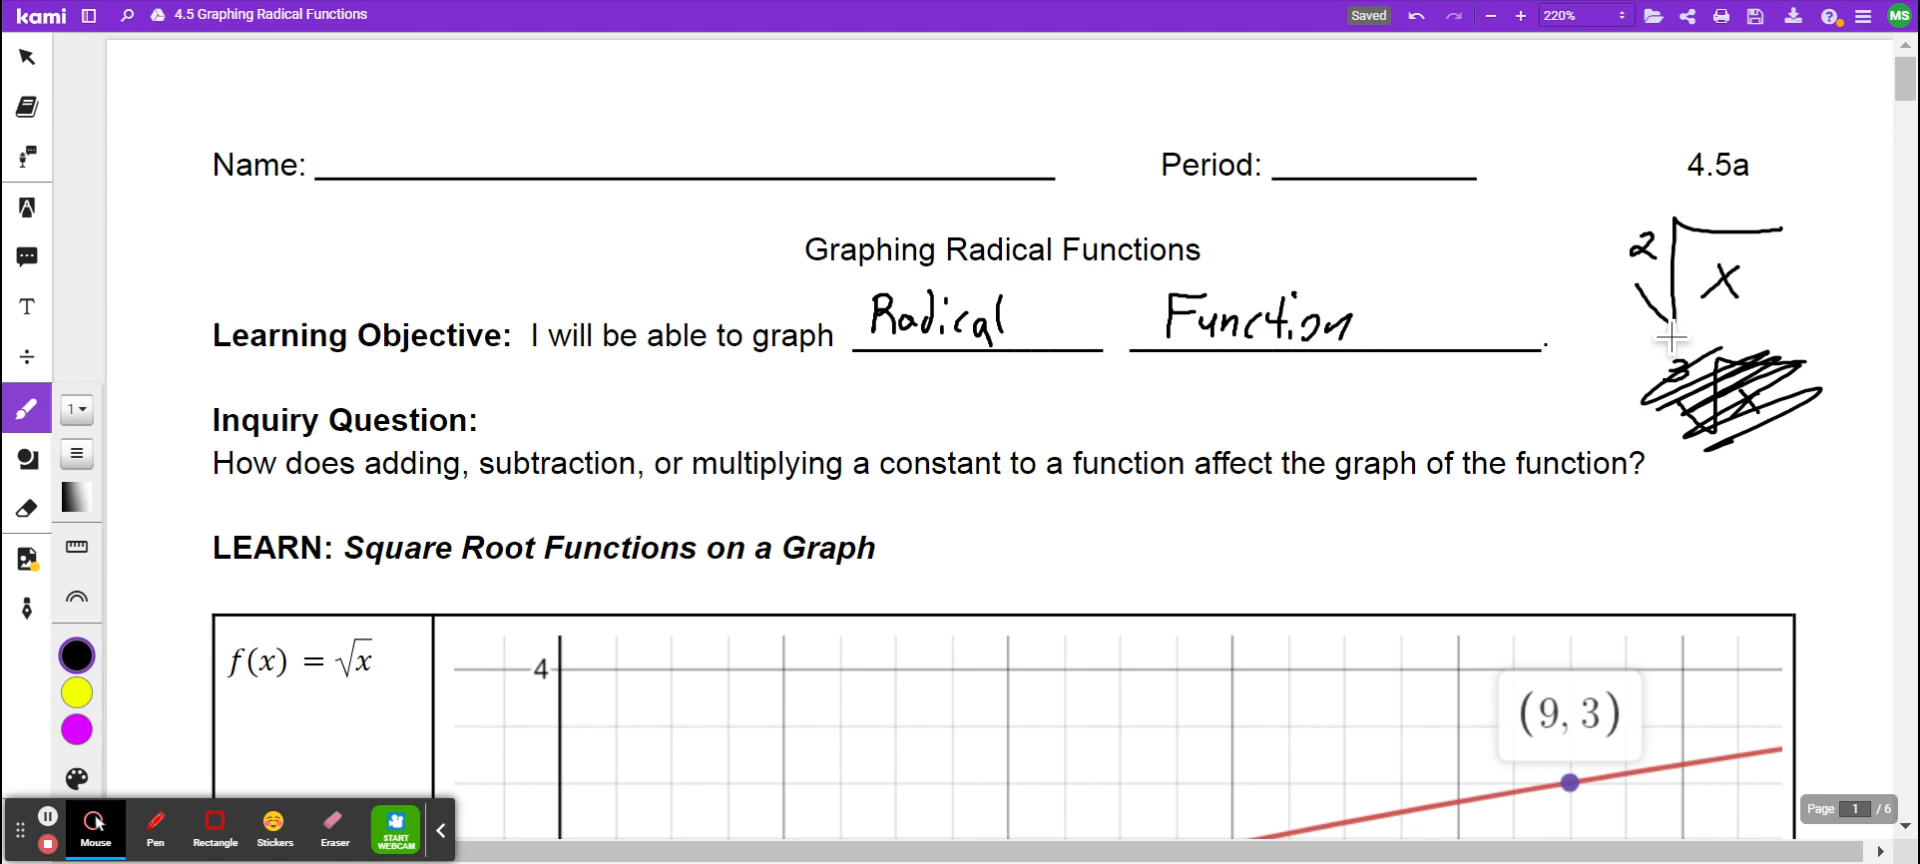 kami 4.5 Graphing Radical Functions Saved 220% MS
Name: Period: 4.5a
Graphing Radical Functions
2 √x
Learning Objective: I will be able to graph Radical Function.
3 √x
Inquiry Question:
How does adding, subtraction, or multiplying a constant to a function affect the graph of the function?
LEARN: Square Root Functions on a Graph
f(x) = √x
4
(9, 3)
1
T
Page 1 / 6
Mouse Pen Rectangle Stickers Eraser START WEBCAM